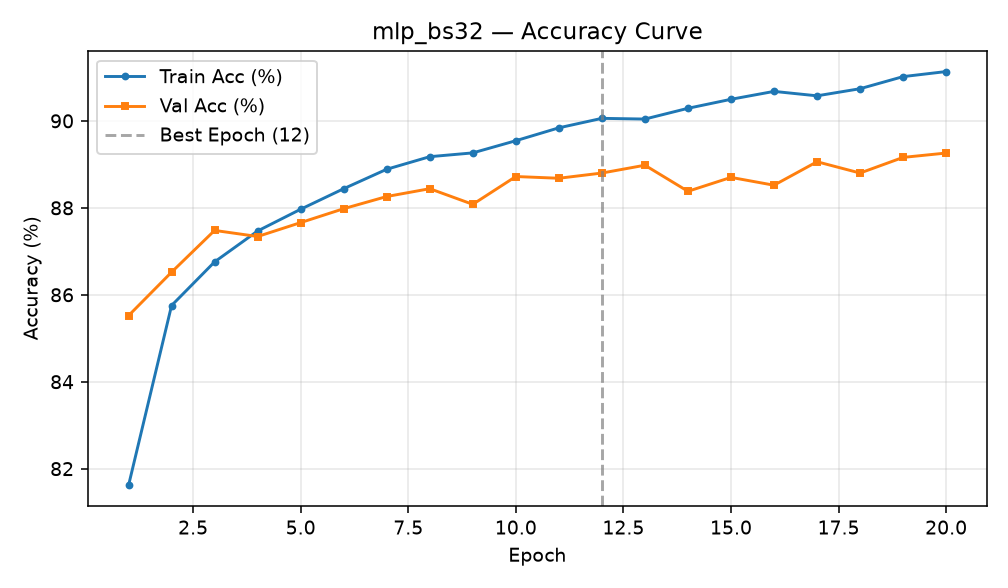 mlp_bs32 — Accuracy Curve
Train Acc (%)
Val Acc (%)
Best Epoch (12)
Accuracy (%)
90
88
86
84
82
2.5 5.0 7.5 10.0 12.5 15.0 17.5 20.0
Epoch